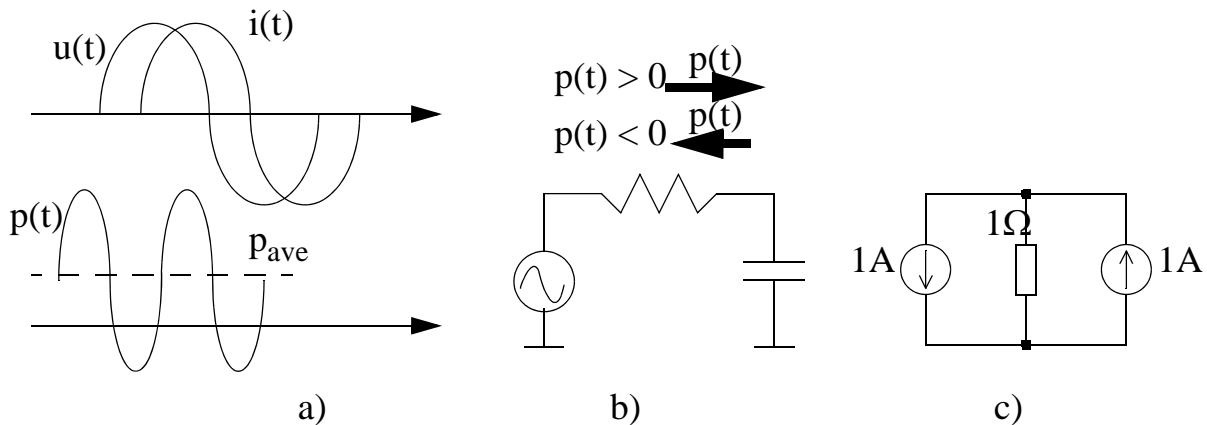 u(t)
i(t)
p(t)
p_ave
a)
p(t) > 0 p(t)
p(t) < 0 p(t)
b)
1A
1Ω
1A
c)